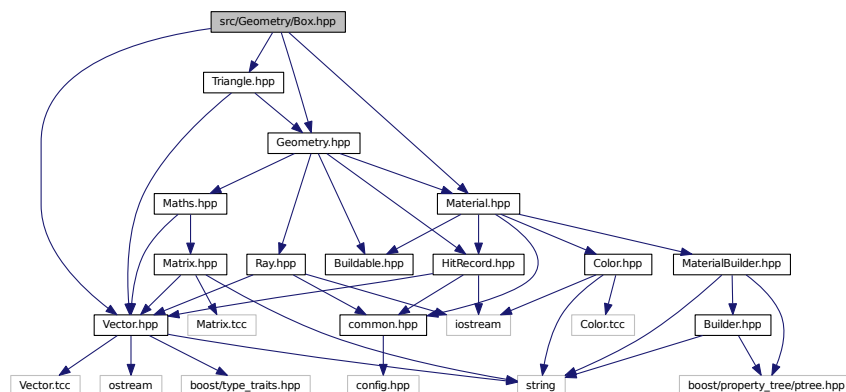 src/Geometry/Box.hpp
Triangle.hpp
Geometry.hpp
Maths.hpp
Material.hpp
Matrix.hpp
Ray.hpp
Buildable.hpp
HitRecord.hpp
Color.hpp
MaterialBuilder.hpp
Vector.hpp
Matrix.tcc
common.hpp
iostream
Color.tcc
Builder.hpp
Vector.tcc
ostream
boost/type_traits.hpp
config.hpp
string
boost/property_tree/ptree.hpp